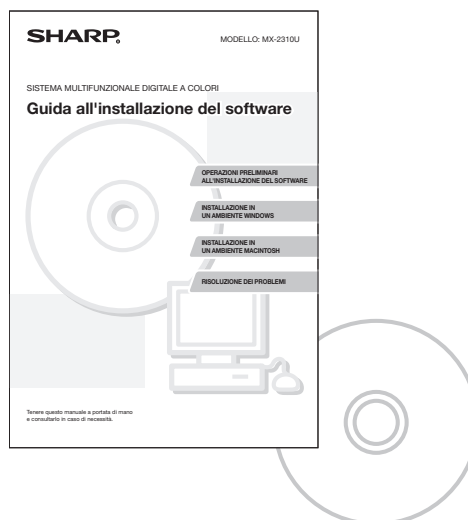 SHARP
MODELLO: MX-2310U
SISTEMA MULTIFUNZIONALE DIGITALE A COLORI
Guida all'installazione del software
OPERAZIONI PRELIMINARI
ALL'INSTALLAZIONE DEL SOFTWARE
INSTALLAZIONE IN
UN AMBIENTE WINDOWS
INSTALLAZIONE IN
UN AMBIENTE MACINTOSH
RISOLUZIONE DEI PROBLEMI
Tenere questo manuale a portata di mano
e consultarlo in caso di necessità.